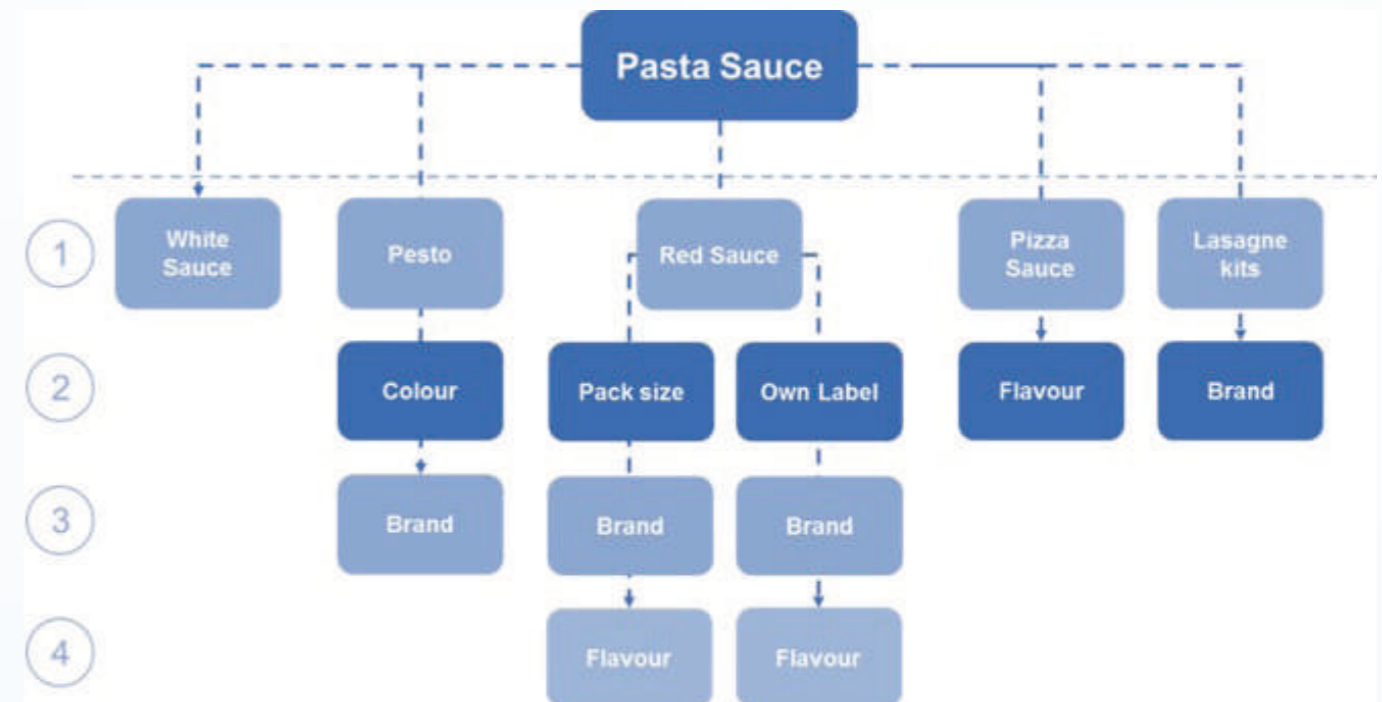 Pasta Sauce
1
White
Sauce
Pesto
Red Sauce
Pizza
Sauce
Lasagne
kits
2
Colour
Pack size
Own Label
Flavour
Brand
3
Brand
Brand
Brand
4
Flavour
Flavour